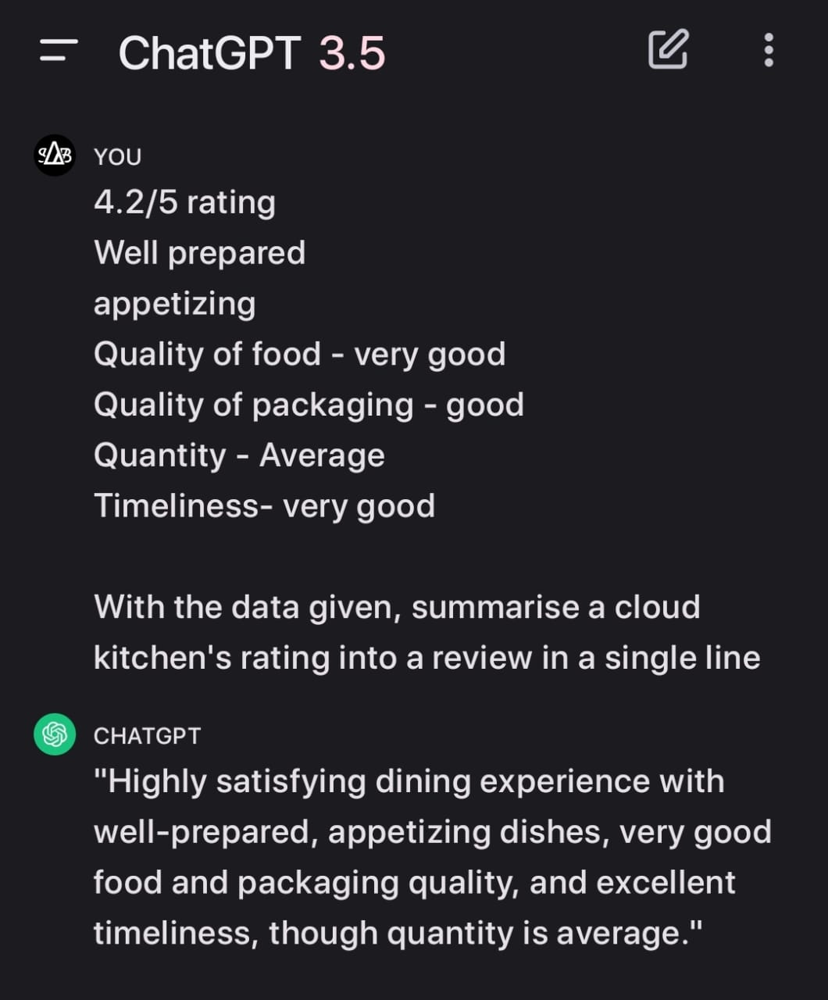 ChatGPT 3.5
SAB
YOU
4.2/5 rating
Well prepared
appetizing
Quality of food - very good
Quality of packaging - good
Quantity - Average
Timeliness- very good
With the data given, summarise a cloud
kitchen's rating into a review in a single line
CHATGPT
"Highly satisfying dining experience with
well-prepared, appetizing dishes, very good
food and packaging quality, and excellent
timeliness, though quantity is average."